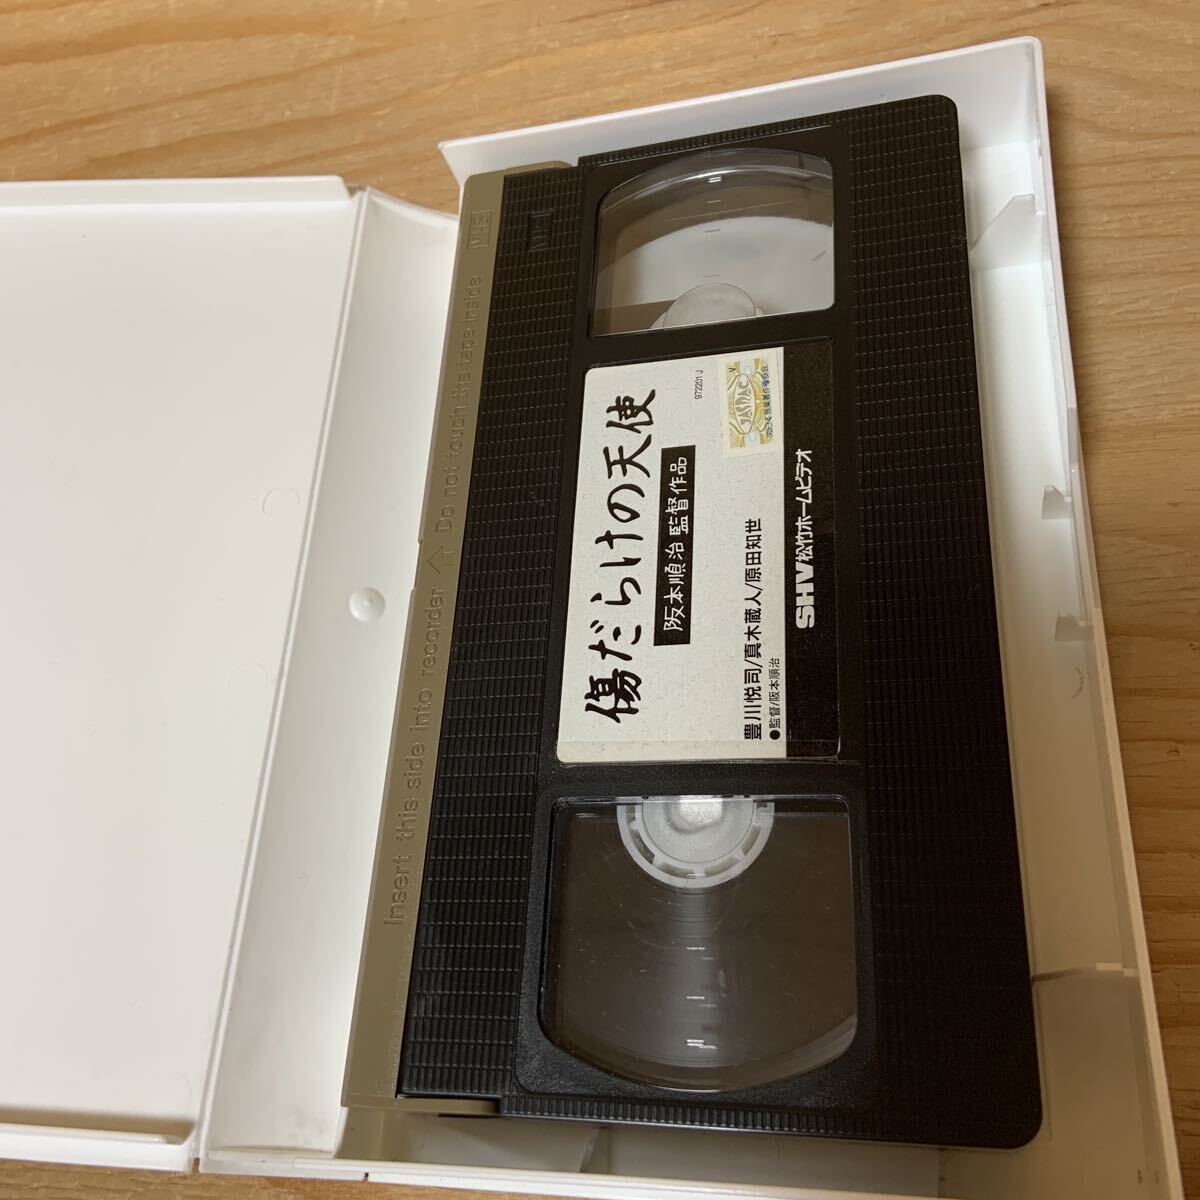 傷だらけの天使
阪本順治 監督作品
豊川悦司/真木蔵人/原田知世
●監督/阪本順治
SHV松竹ホームビデオ
972201J
JASRAC
Insert this side into recorder ↑ Do not touch the tape inside
VHS